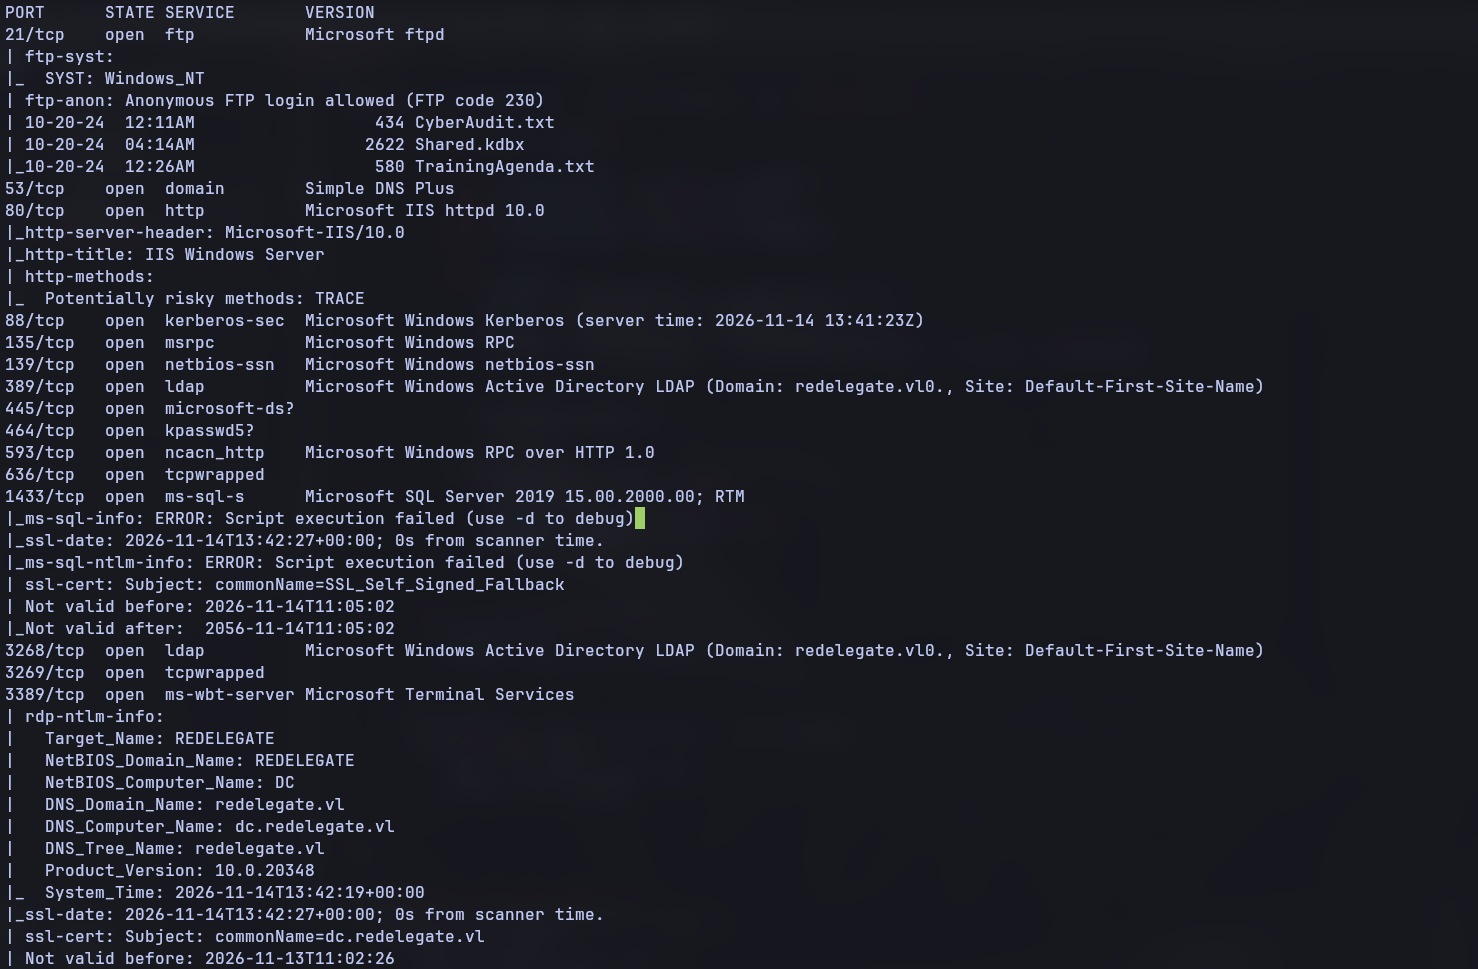 PORT      STATE SERVICE       VERSION
21/tcp    open  ftp           Microsoft ftpd
| ftp-syst:
|_  SYST: Windows_NT
| ftp-anon: Anonymous FTP login allowed (FTP code 230)
| 10-20-24  12:11AM                  434 CyberAudit.txt
| 10-20-24  04:14AM                 2622 Shared.kdbx
|_10-20-24  12:26AM                  580 TrainingAgenda.txt
53/tcp    open  domain        Simple DNS Plus
80/tcp    open  http          Microsoft IIS httpd 10.0
|_http-server-header: Microsoft-IIS/10.0
|_http-title: IIS Windows Server
| http-methods:
|_  Potentially risky methods: TRACE
88/tcp    open  kerberos-sec  Microsoft Windows Kerberos (server time: 2026-11-14 13:41:23Z)
135/tcp   open  msrpc         Microsoft Windows RPC
139/tcp   open  netbios-ssn   Microsoft Windows netbios-ssn
389/tcp   open  ldap          Microsoft Windows Active Directory LDAP (Domain: redelegate.vl0., Site: Default-First-Site-Name)
445/tcp   open  microsoft-ds?
464/tcp   open  kpasswd5?
593/tcp   open  ncacn_http    Microsoft Windows RPC over HTTP 1.0
636/tcp   open  tcpwrapped
1433/tcp  open  ms-sql-s      Microsoft SQL Server 2019 15.00.2000.00; RTM
|_ms-sql-info: ERROR: Script execution failed (use -d to debug)
|_ssl-date: 2026-11-14T13:42:27+00:00; 0s from scanner time.
|_ms-sql-ntlm-info: ERROR: Script execution failed (use -d to debug)
| ssl-cert: Subject: commonName=SSL_Self_Signed_Fallback
| Not valid before: 2026-11-14T11:05:02
|_Not valid after:  2056-11-14T11:05:02
3268/tcp  open  ldap          Microsoft Windows Active Directory LDAP (Domain: redelegate.vl0., Site: Default-First-Site-Name)
3269/tcp  open  tcpwrapped
3389/tcp  open  ms-wbt-server Microsoft Terminal Services
| rdp-ntlm-info:
|   Target_Name: REDELEGATE
|   NetBIOS_Domain_Name: REDELEGATE
|   NetBIOS_Computer_Name: DC
|   DNS_Domain_Name: redelegate.vl
|   DNS_Computer_Name: dc.redelegate.vl
|   DNS_Tree_Name: redelegate.vl
|   Product_Version: 10.0.20348
|_  System_Time: 2026-11-14T13:42:19+00:00
|_ssl-date: 2026-11-14T13:42:27+00:00; 0s from scanner time.
| ssl-cert: Subject: commonName=dc.redelegate.vl
| Not valid before: 2026-11-13T11:02:26